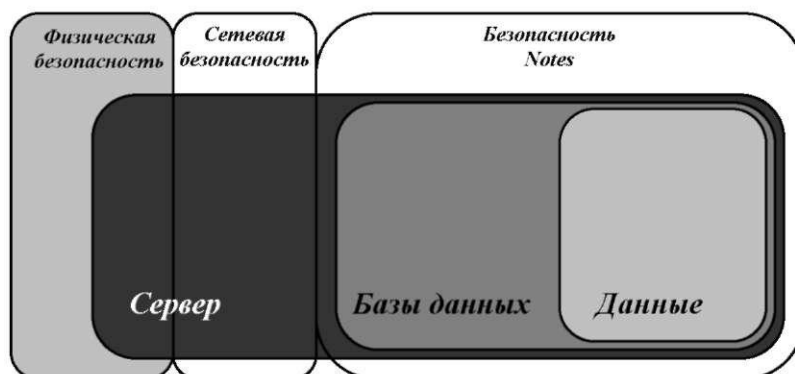 Физическая
безопасность
Сетевая
безопасность
Безопасность
Notes
Сервер
Базы данных
Данные